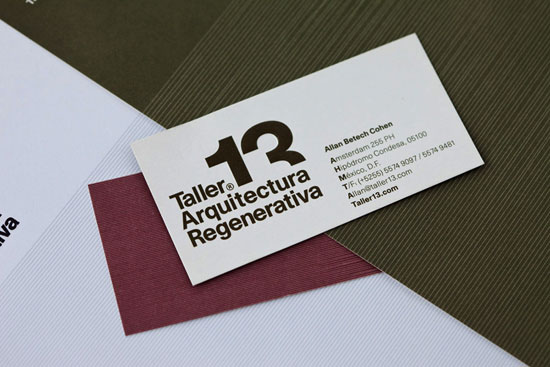 13
Taller®
Arquitectura
Regenerativa
Allan Betech Cohen
Amsterdam 255 PH
Hipódromo Condesa, 05100
México, D.F.
T/F. (+5255) 5574 9097 / 5574 9481
Allan@taller13.com
Taller13.com
iva